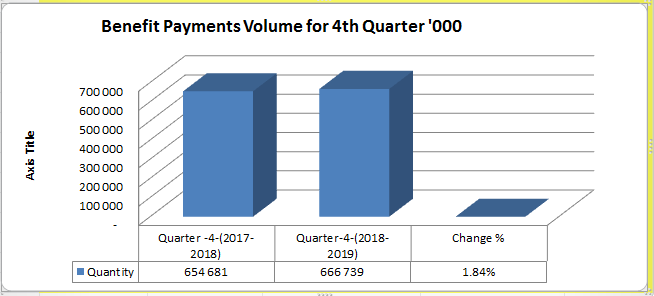 Benefit Payments Volume for 4th Quarter '000
Axis Title
700 000
600 000
500 000
400 000
300 000
200 000
100 000
-
Quarter -4-(2017-
2018)
Quarter-4-(2018-
2019)
Change %
Quantity 654 681 666 739 1.84%